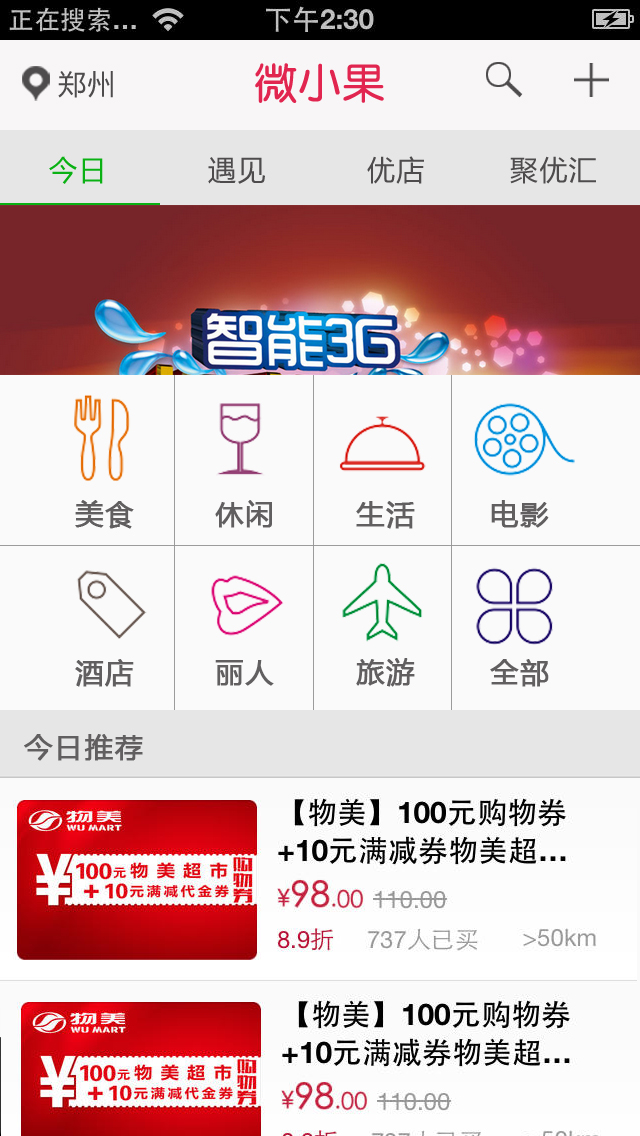 正在搜索... 下午2:30
郑州 微小果
今日 遇见 优店 聚优汇
智能3G
美食 休闲 生活 电影
酒店 丽人 旅游 全部
今日推荐
物美
WU MART
¥100元物美超市
+10元满减代金券
购物券
【物美】100元购物券
+10元满减券物美超...
¥98.00 110.00
8.9折 737人已买 >50km
物美
WU MART
¥100元物美超市
+10元满减代金券
购物券
【物美】100元购物券
+10元满减券物美超...
¥98.00 110.00